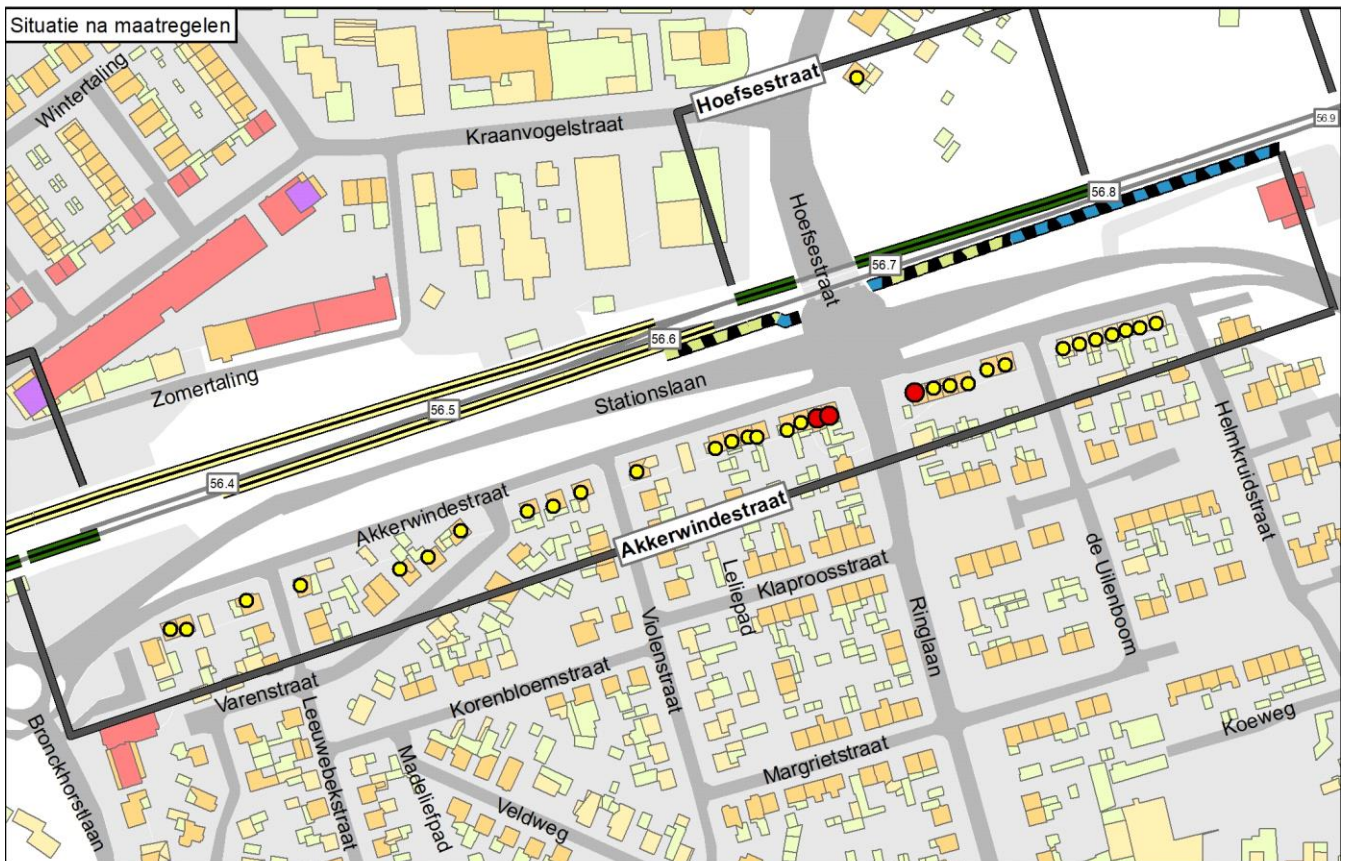 Situatie na maatregelen
Wintertaling
Kraanvogelstraat
Hoefsestraat
56.9
56.8
Hoefsestraat
56.7
56.6
Zomertaling
Stationslaan
56.5
56.4
Akkerwindestraat
Akkerwindestraat
Helmkruidstraat
Klaproosstraat
Leliepad
de Uilenboom
Violenstraat
Ringlaan
Varenstraat
Korenbloemstraat
Leeuwebekstraat
Bronckhorstlaan
Madeliefpad
Margrietstraat
Koeweg
Veldweg